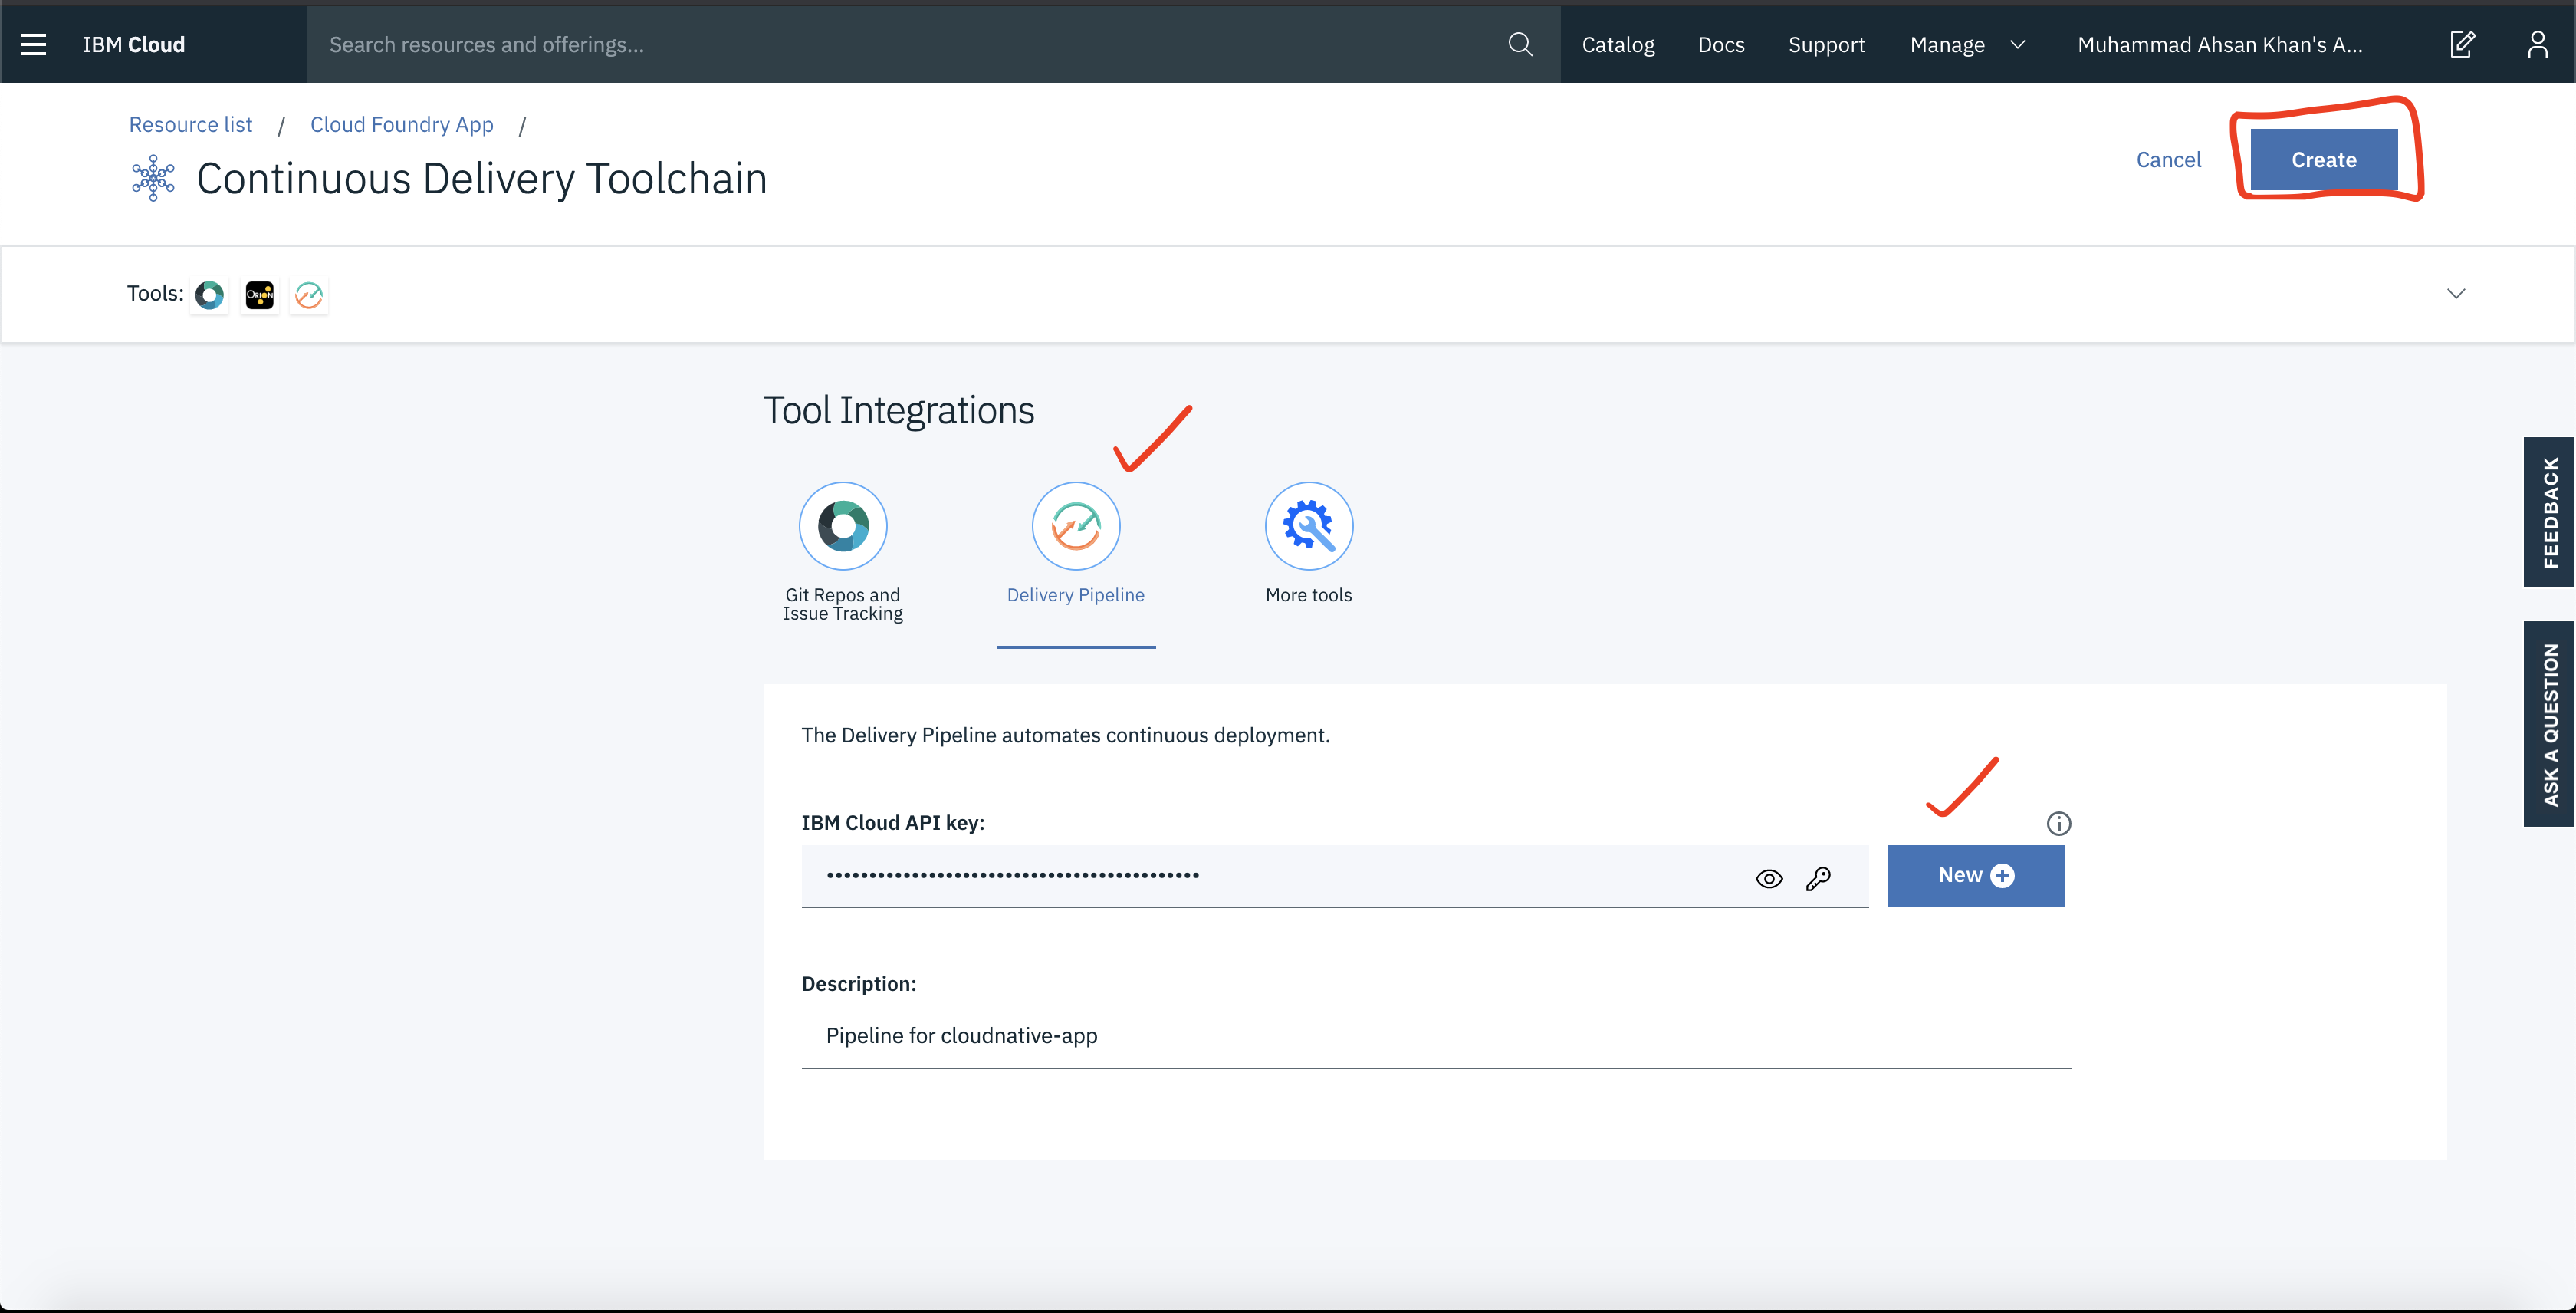 IBM Cloud
Search resources and offerings...
Catalog
Docs
Support
Manage
Muhammad Ahsan Khan's A...
Resource list / Cloud Foundry App /
Continuous Delivery Toolchain
Cancel
Create
Tools:
ORION
Tool Integrations
Git Repos and
Issue Tracking
Delivery Pipeline
More tools
FEEDBACK
ASK A QUESTION
The Delivery Pipeline automates continuous deployment.
IBM Cloud API key:
New
Description:
Pipeline for cloudnative-app